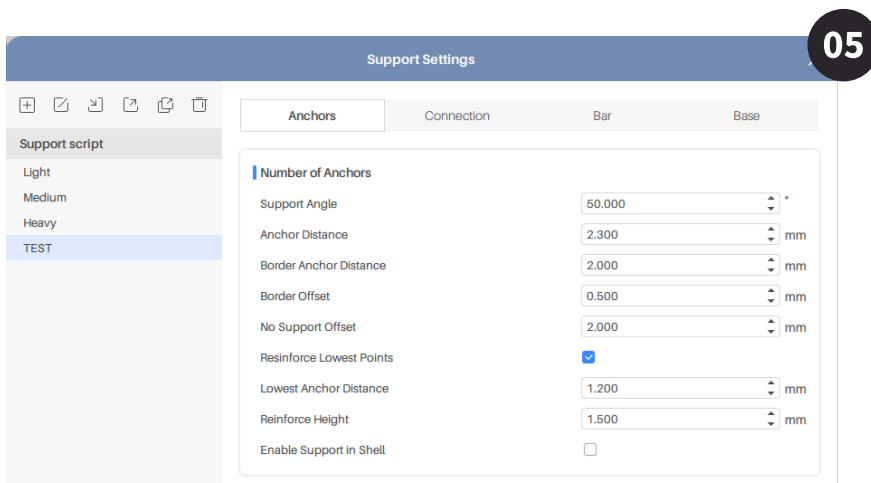 05
Support Settings
Support script
Light
Medium
Heavy
TEST
Anchors Connection Bar Base
Number of Anchors
Support Angle 50.000 °
Anchor Distance 2.300 mm
Border Anchor Distance 2.000 mm
Border Offset 0.500 mm
No Support Offset 2.000 mm
Resinforce Lowest Points
Lowest Anchor Distance 1.200 mm
Reinforce Height 1.500 mm
Enable Support in Shell